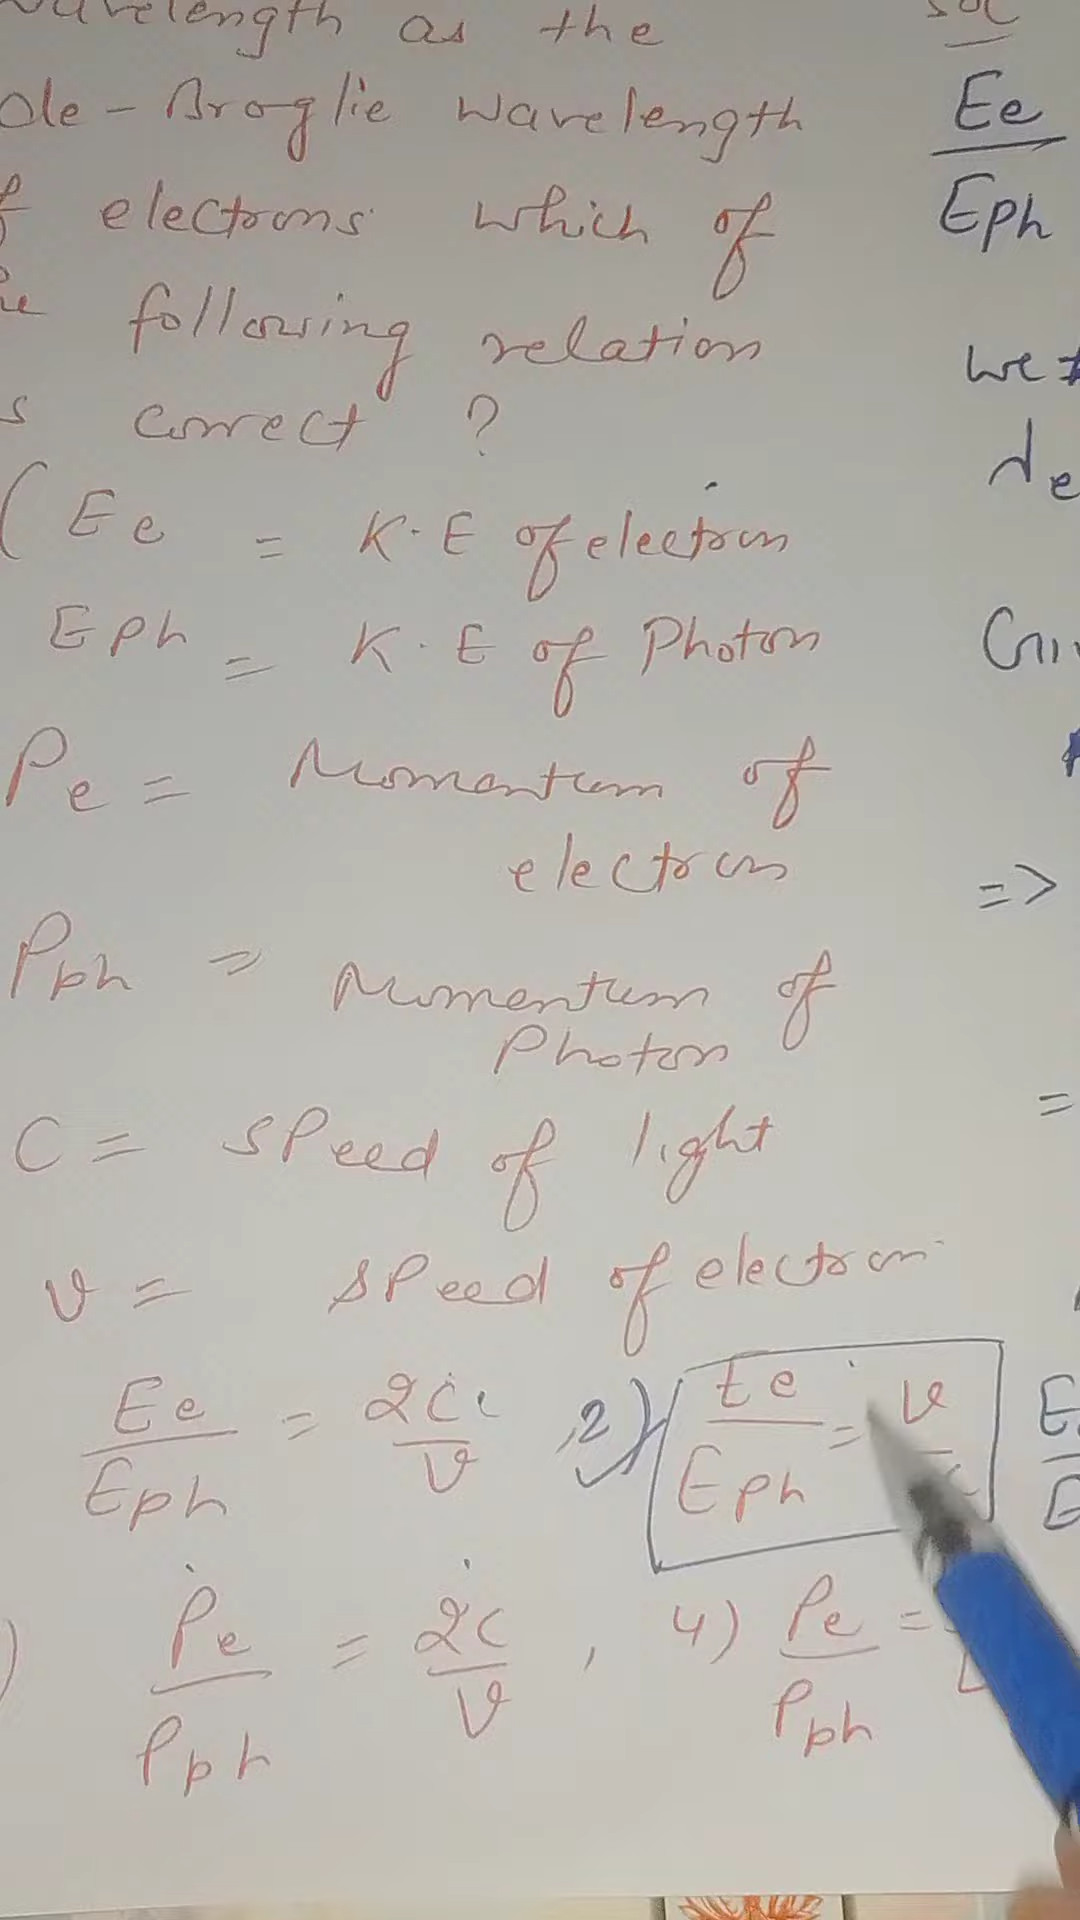 wavelength as the
de-Broglie wavelength
of electrons which of
following relation
correct ?
( Ee = K.E of electron
Eph = K.E of Photon
Pe = Momentum of
electron
Pph = Momentum of
Photon
C = speed of light
v = speed of electron
Ee/Eph = 2C/v , 2) Ee/Eph = v
Pe/Pph = 2C/v , 4) Pe/Pph =
sol
Ee
Eph
we
λe
=>
=